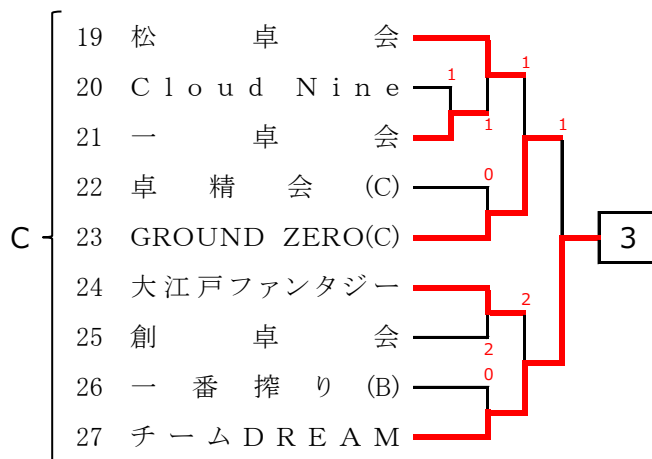 19 松卓会
20 Cloud Nine
21 一卓会
22 卓精会(C)
23 GROUND ZERO(C)
24 大江戸ファンタジー
25 創卓会
26 一番搾り(B)
27 チームDREAM
C
1
1
1
0
1
2
2
0
3